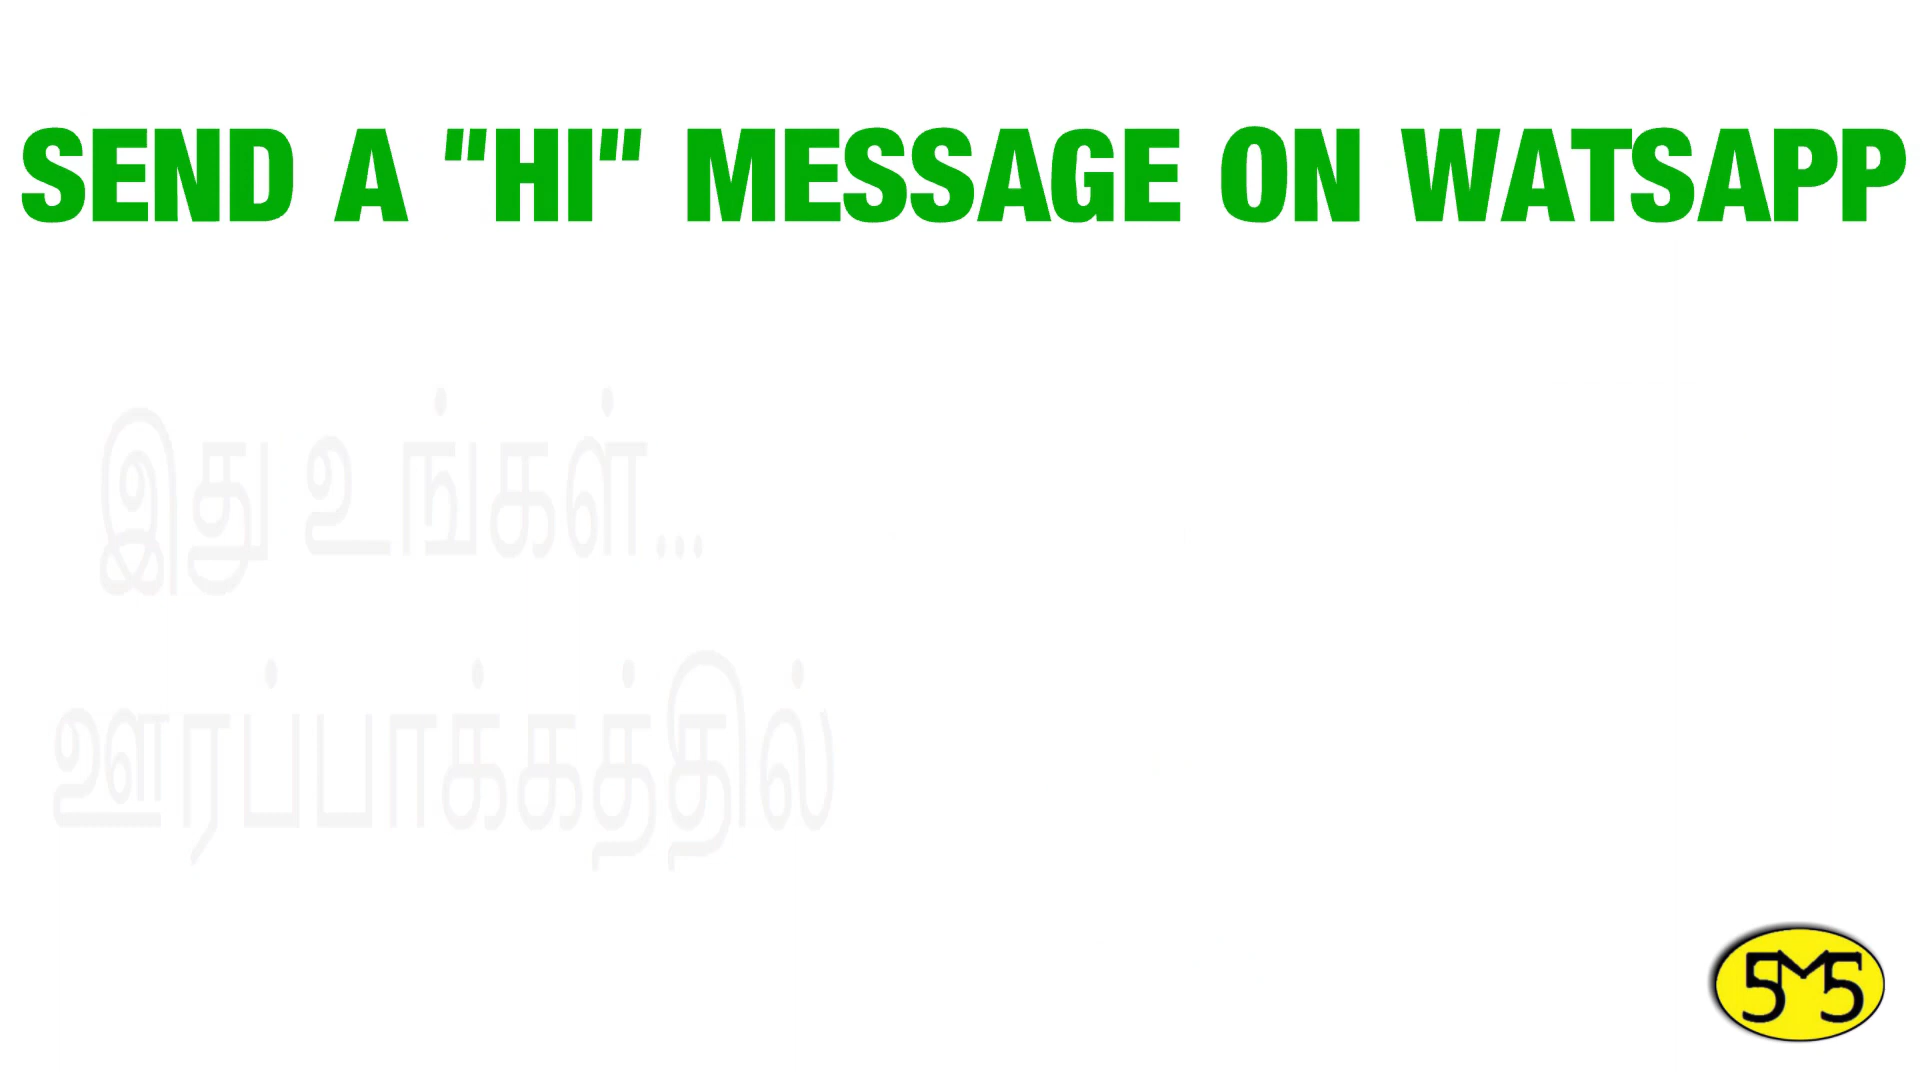 SEND A "HI" MESSAGE ON WATSAPP
இது உங்கள்...
ஊரப்பாக்கத்தில்
5M5